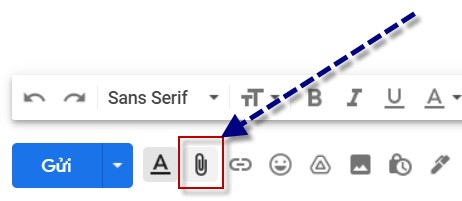 Sans Serif
B I U A
Gửi A